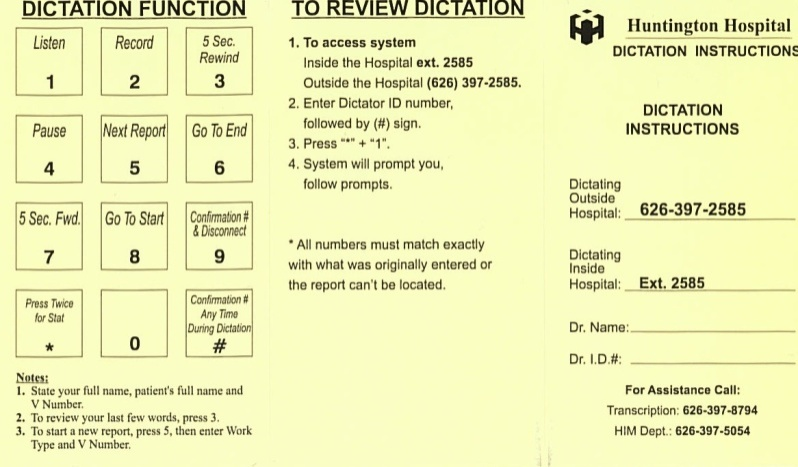 DICTATION FUNCTION
Listen
1
Record
2
5 Sec.
Rewind
3
Pause
4
Next Report
5
Go To End
6
5 Sec. Fwd.
7
Go To Start
8
Confirmation #
& Disconnect
9
Press Twice
for Stat
*
0
Confirmation #
Any Time
During Dictation
#
Notes:
1. State your full name, patient's full name and
V Number.
2. To review your last few words, press 3.
3. To start a new report, press 5, then enter Work
Type and V Number.
TO REVIEW DICTATION
1. To access system
Inside the Hospital ext. 2585
Outside the Hospital (626) 397-2585.
2. Enter Dictator ID number,
followed by (#) sign.
3. Press "*" + "1".
4. System will prompt you,
follow prompts.
* All numbers must match exactly
with what was originally entered or
the report can't be located.
Huntington Hospital
DICTATION INSTRUCTIONS
DICTATION
INSTRUCTIONS
Dictating
Outside
Hospital: 626-397-2585
Dictating
Inside
Hospital: Ext. 2585
Dr. Name:
Dr. I.D.#:
For Assistance Call:
Transcription: 626-397-8794
HIM Dept.: 626-397-5054